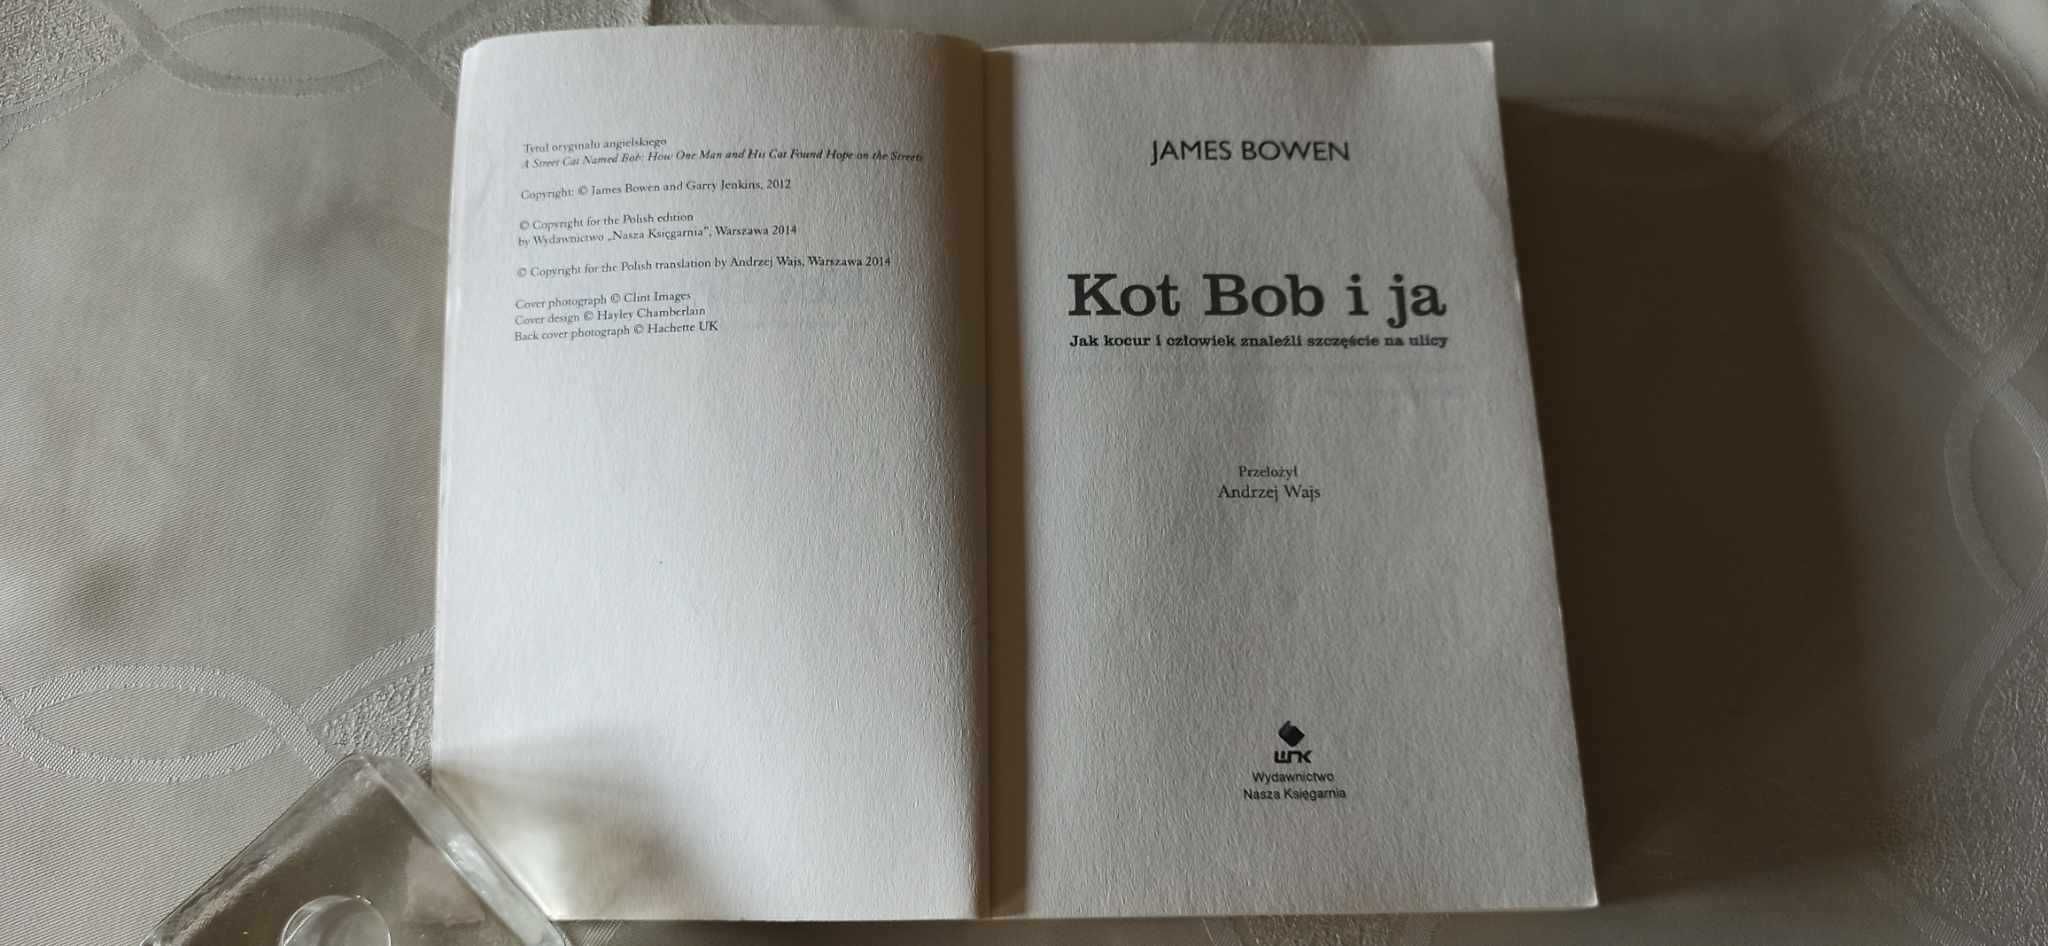 Tytuł oryginału angielskiego
A Street Cat Named Bob: How One Man and His Cat Found Hope on the Streets
Copyright: © James Bowen and Garry Jenkins, 2012
© Copyright for the Polish edition
by Wydawnictwo „Nasza Księgarnia”, Warszawa 2014
© Copyright for the Polish translation by Andrzej Wajs, Warszawa 2014
Cover photograph © Clint Images
Cover design © Hayley Chamberlain
Back cover photograph © Hachette UK
JAMES BOWEN
Kot Bob i ja
Jak kocur i człowiek znaleźli szczęście na ulicy
Przełożył
Andrzej Wajs
Wydawnictwo
Nasza Księgarnia